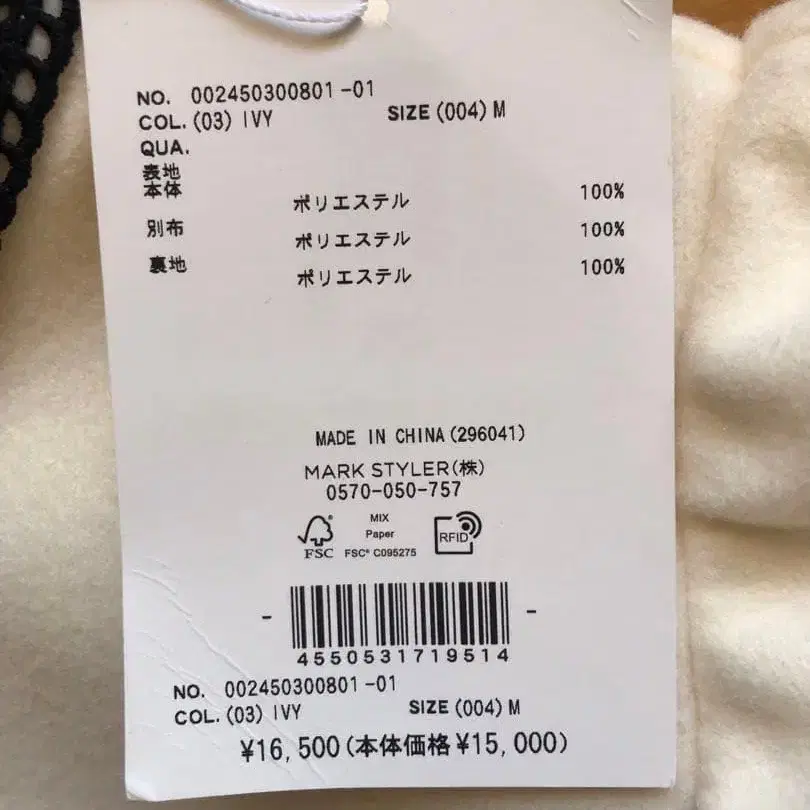 NO. 002450300801-01
COL. (03) IVY SIZE (004) M
QUA.
表地
本体 ポリエステル 100%
別布 ポリエステル 100%
裏地 ポリエステル 100%
MADE IN CHINA (296041)
MARK STYLER(株)
0570-050-757
FSC
MIX
Paper
FSC® C095275
RFID
4550531719514
NO. 002450300801-01
COL. (03) IVY SIZE (004) M
¥16,500(本体価格¥15,000)